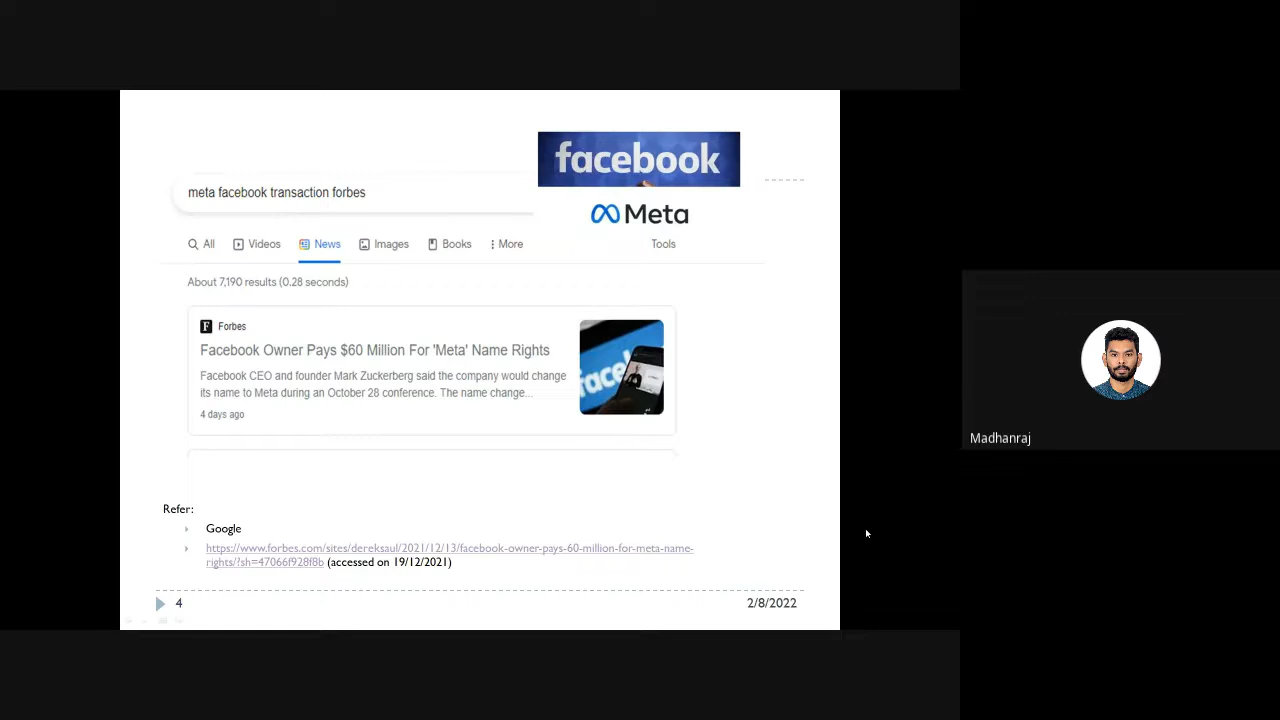 facebook
meta facebook transaction forbes
Meta
All Videos News Images Books More Tools
About 7,190 results (0.28 seconds)
F Forbes
Facebook Owner Pays $60 Million For 'Meta' Name Rights
Facebook CEO and founder Mark Zuckerberg said the company would change
its name to Meta during an October 28 conference. The name change...
4 days ago
faceb
Refer:
Google
https://www.forbes.com/sites/dereksaul/2021/12/13/facebook-owner-pays-60-million-for-meta-name-
rights/?sh=47066f928f8b (accessed on 19/12/2021)
4
2/8/2022
Madhanraj